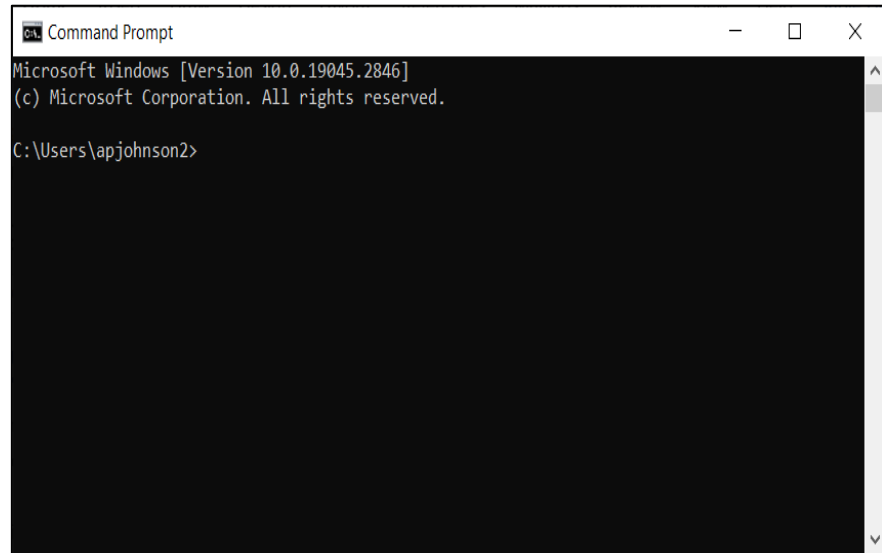 Command Prompt
Microsoft Windows [Version 10.0.19045.2846]
(c) Microsoft Corporation. All rights reserved.
C:\Users\apjohnson2>